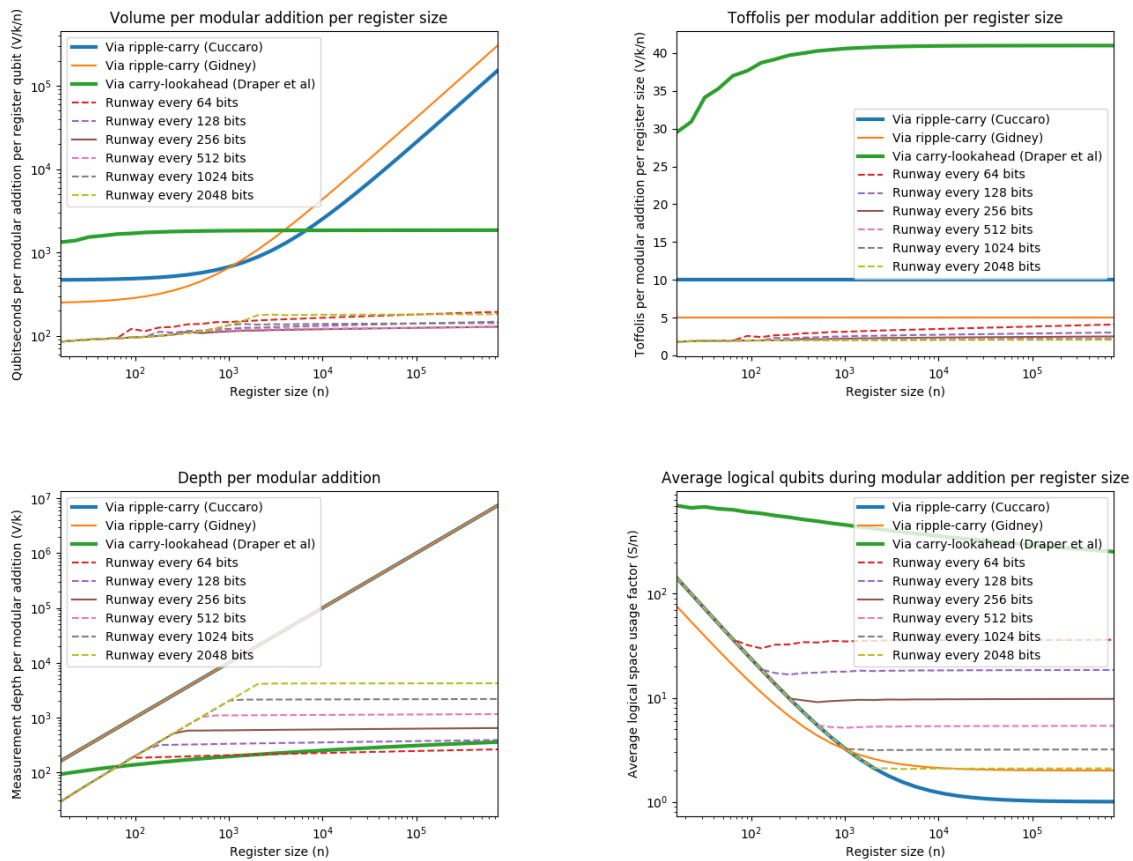 Volume per modular addition per register size
Qubitseconds per modular addition per register qubit (V/k/n)
10^5
10^4
10^3
10^2
Via ripple-carry (Cuccaro)
Via ripple-carry (Gidney)
Via carry-lookahead (Draper et al)
Runway every 64 bits
Runway every 128 bits
Runway every 256 bits
Runway every 512 bits
Runway every 1024 bits
Runway every 2048 bits
10^2
10^3
10^4
10^5
Register size (n)
Toffolis per modular addition per register size
Toffolis per modular addition per register size (V/k/n)
40
35
30
25
20
15
10
5
0
Via ripple-carry (Cuccaro)
Via ripple-carry (Gidney)
Via carry-lookahead (Draper et al)
Runway every 64 bits
Runway every 128 bits
Runway every 256 bits
Runway every 512 bits
Runway every 1024 bits
Runway every 2048 bits
10^2
10^3
10^4
10^5
Register size (n)
Depth per modular addition
Measurement depth per modular addition (V/k)
10^7
10^6
10^5
10^4
10^3
10^2
Via ripple-carry (Cuccaro)
Via ripple-carry (Gidney)
Via carry-lookahead (Draper et al)
Runway every 64 bits
Runway every 128 bits
Runway every 256 bits
Runway every 512 bits
Runway every 1024 bits
Runway every 2048 bits
10^2
10^3
10^4
10^5
Register size (n)
Average logical qubits during modular addition per register size
Average logical space usage factor (S/n)
10^2
10^1
10^0
Via ripple-carry (Cuccaro)
Via ripple-carry (Gidney)
Via carry-lookahead (Draper et al)
Runway every 64 bits
Runway every 128 bits
Runway every 256 bits
Runway every 512 bits
Runway every 1024 bits
Runway every 2048 bits
10^2
10^3
10^4
10^5
Register size (n)